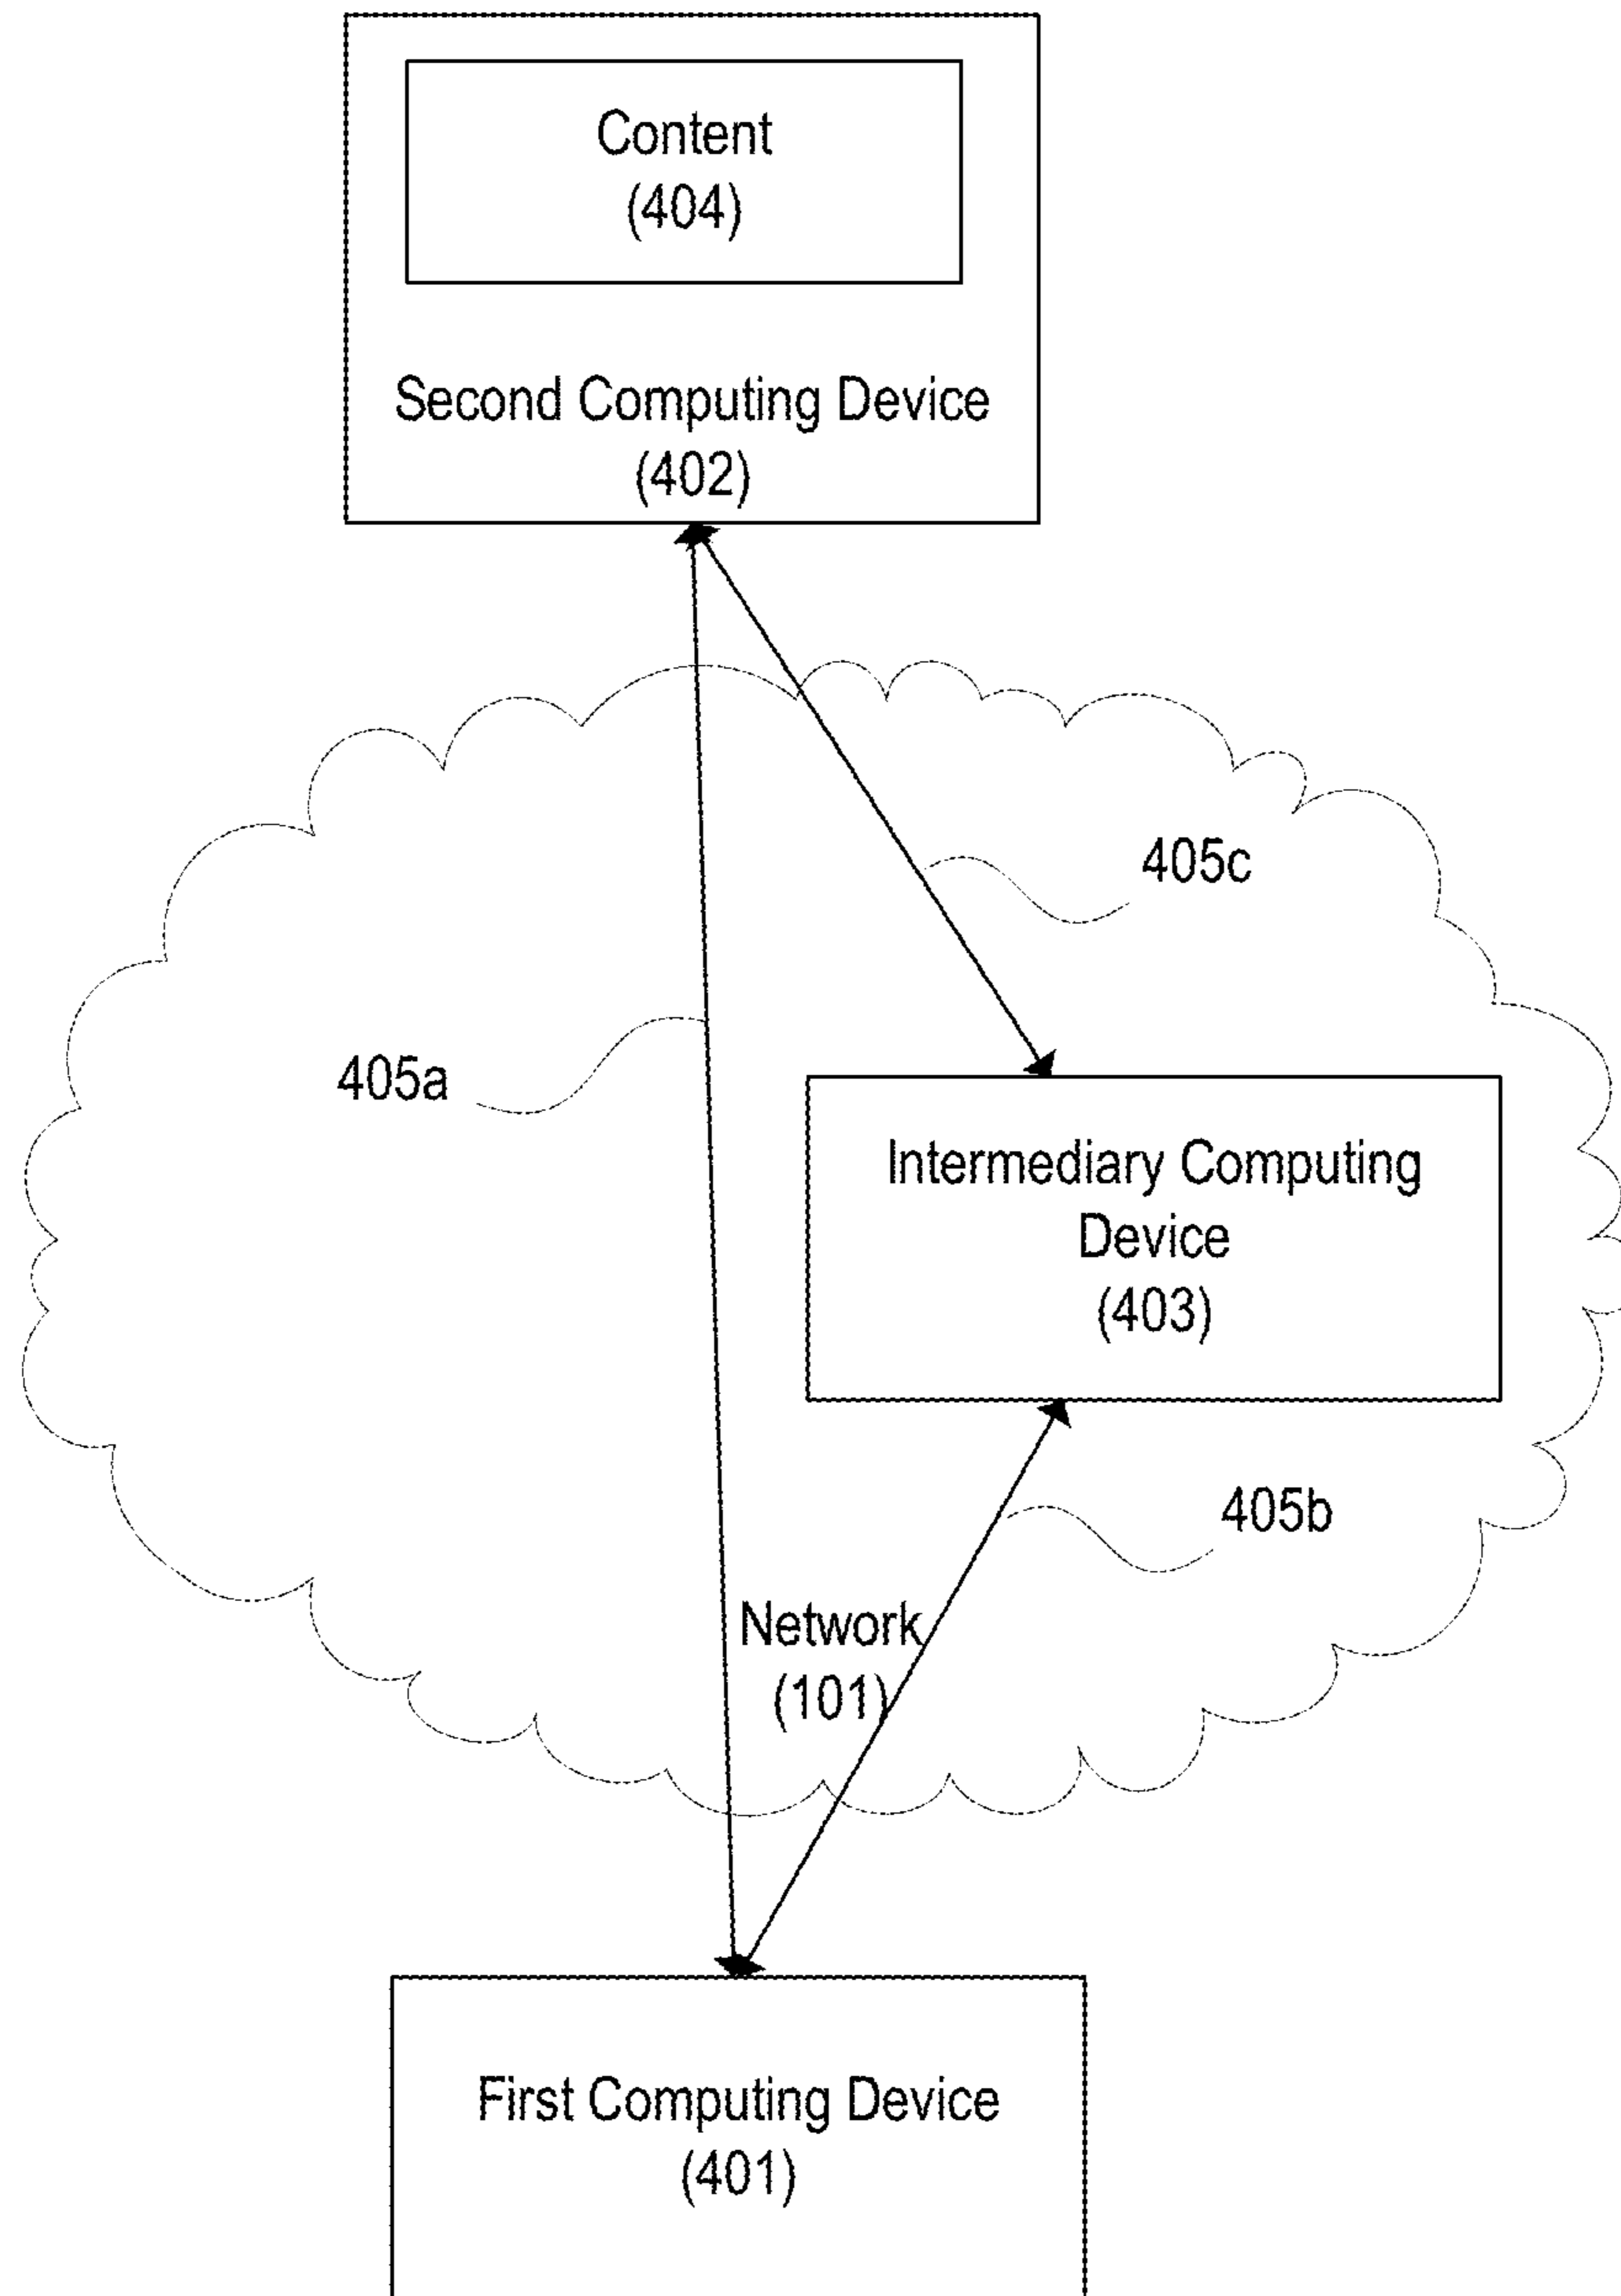 Content
(404)
Second Computing Device
(402)
405c
405a
Intermediary Computing
Device
(403)
405b
Network
(101)
First Computing Device
(401)